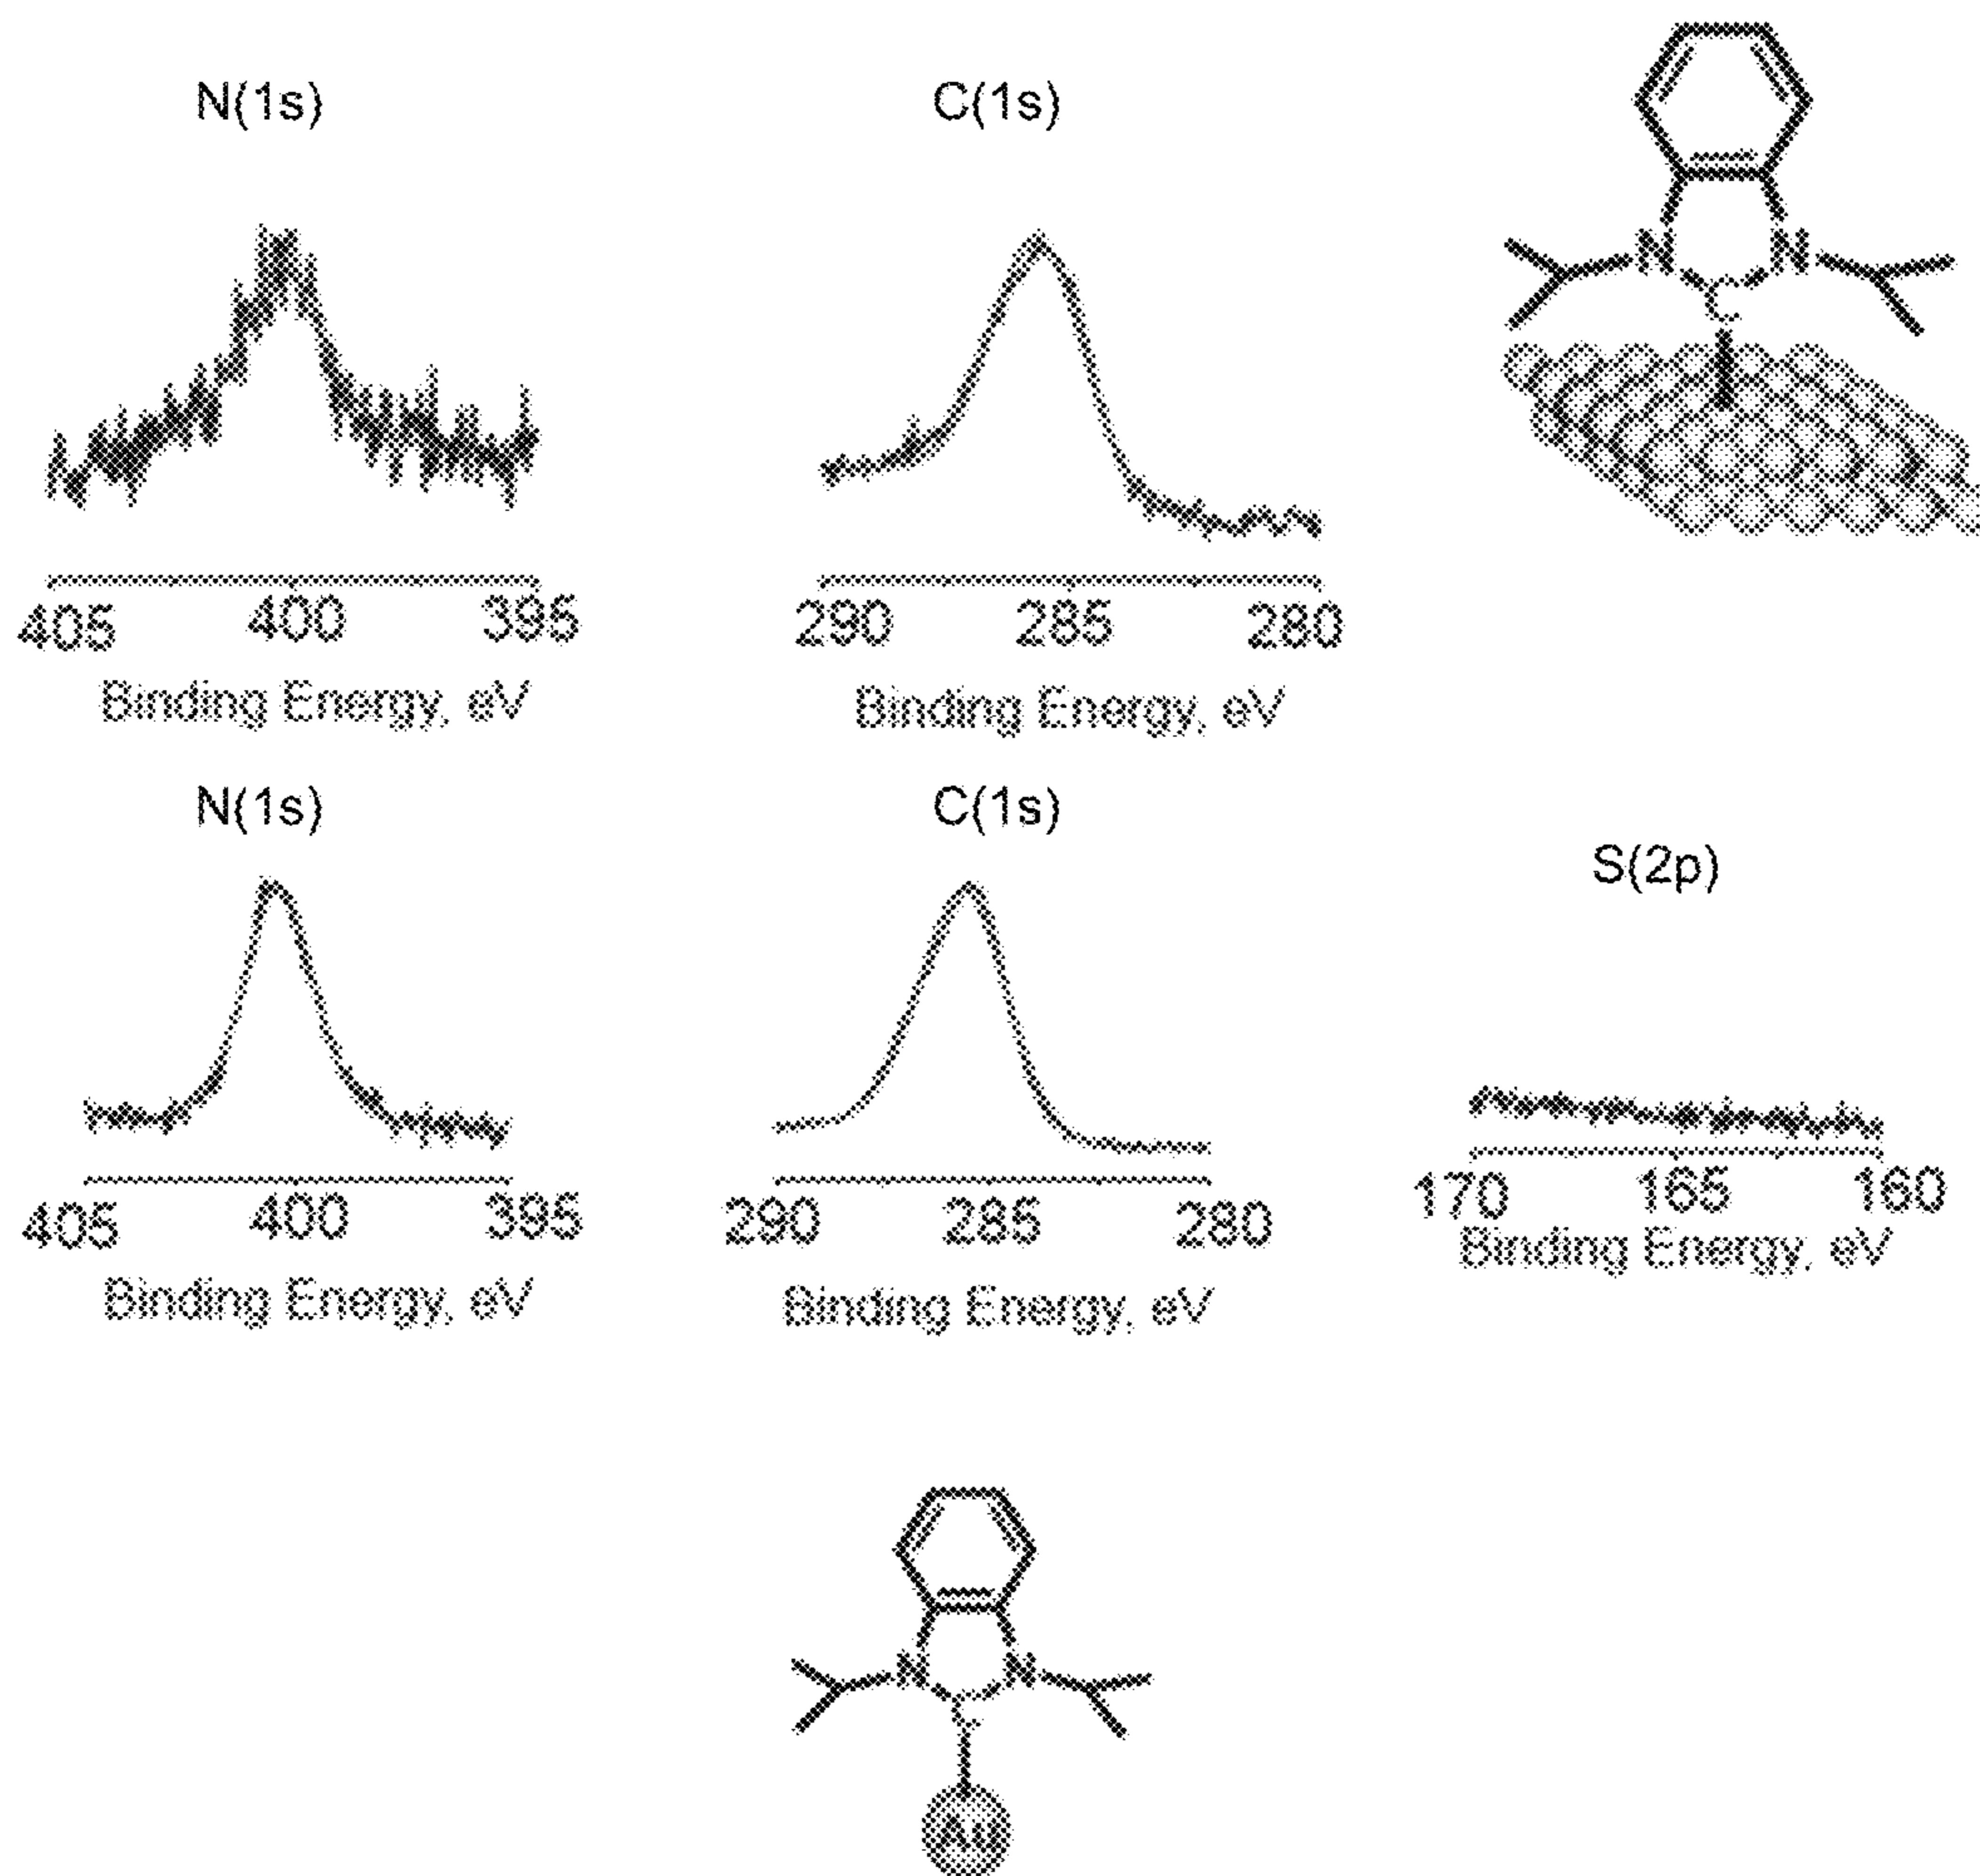 N(1s)
C(1s)
N
N
C
405
400
395
290
285
280
Binding Energy, eV
Binding Energy, eV
N(1s)
C(1s)
S(2p)
405
400
395
290
285
280
170
165
160
Binding Energy, eV
Binding Energy, eV
Binding Energy, eV
N
N
C
Au